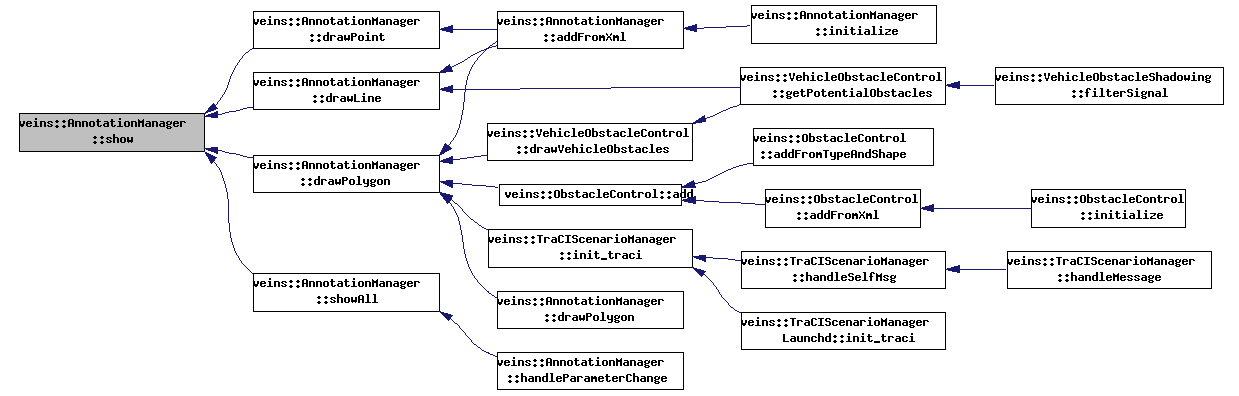 veins::AnnotationManager
::show
veins::AnnotationManager
::drawPoint
veins::AnnotationManager
::drawLine
veins::AnnotationManager
::drawPolygon
veins::AnnotationManager
::showAll
veins::AnnotationManager
::addFromXml
veins::VehicleObstacleControl
::drawVehicleObstacles
veins::ObstacleControl::add
veins::TraCIScenarioManager
::init_traci
veins::AnnotationManager
::drawPolygon
veins::AnnotationManager
::handleParameterChange
veins::AnnotationManager
::initialize
veins::VehicleObstacleControl
::getPotentialObstacles
veins::ObstacleControl
::addFromTypeAndShape
veins::ObstacleControl
::addFromXml
veins::TraCIScenarioManager
::handleSelfMsg
veins::TraCIScenarioManager
Launchd::init_traci
veins::VehicleObstacleShadowing
::filterSignal
veins::ObstacleControl
::initialize
veins::TraCIScenarioManager
::handleMessage